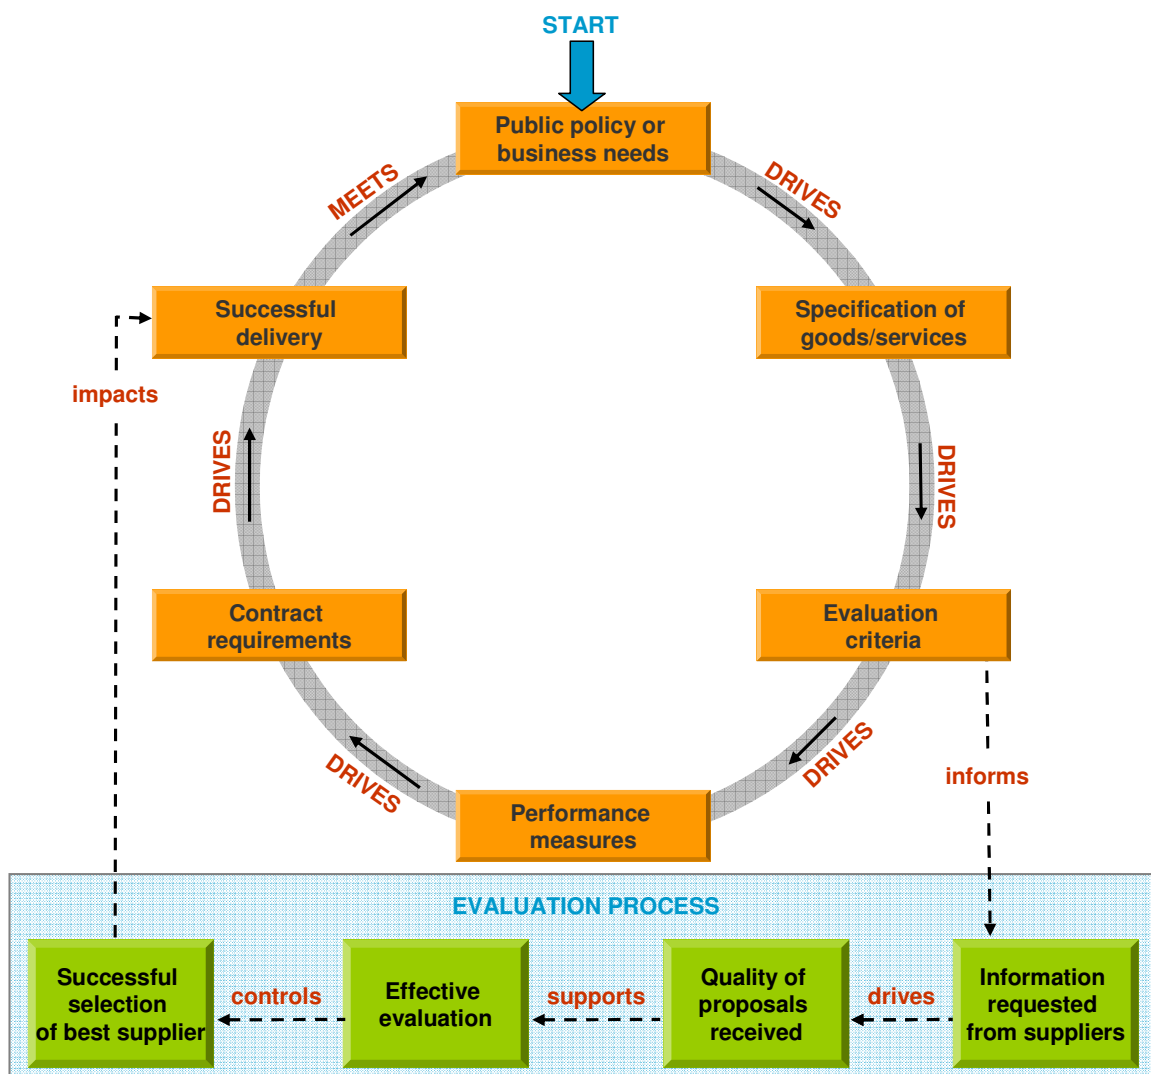 START
Public policy or
business needs
MEETS
DRIVES
Successful
delivery
Specification of
goods/services
impacts
DRIVES
DRIVES
Contract
requirements
Evaluation
criteria
DRIVES
DRIVES
informs
Performance
measures
EVALUATION PROCESS
Successful
selection
of best supplier
controls
Effective
evaluation
supports
Quality of
proposals
received
drives
Information
requested
from suppliers